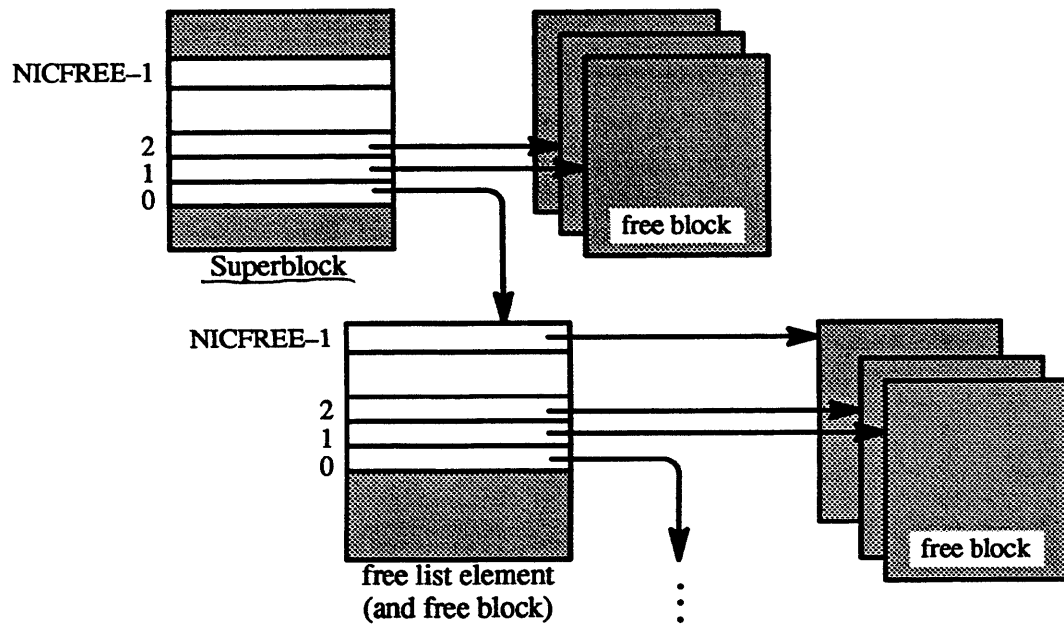 NICFREE–1
2
1
0
free block
Superblock
NICFREE–1
2
1
0
free block
free list element
(and free block)